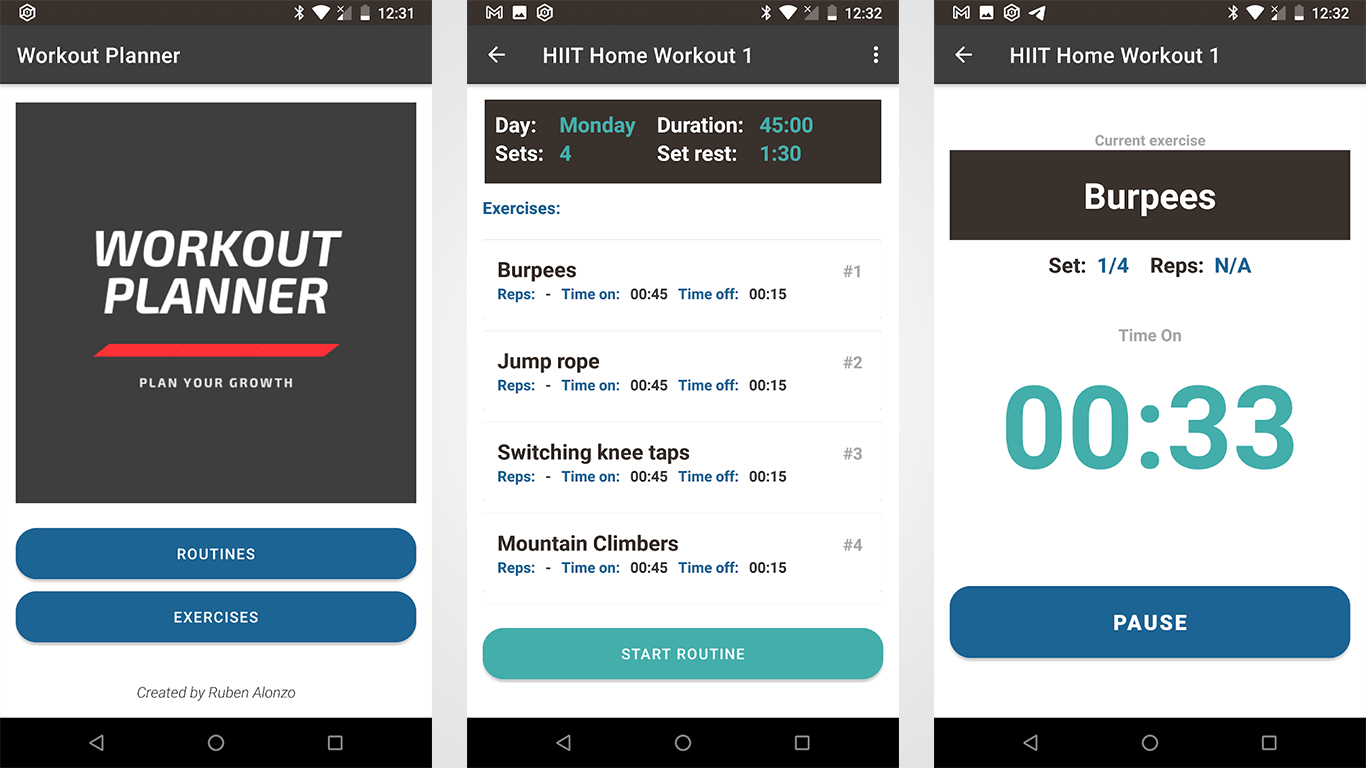 12:31
Workout Planner
WORKOUT
PLANNER
PLAN YOUR GROWTH
ROUTINES
EXERCISES
Created by Ruben Alonzo
12:32
HIIT Home Workout 1
Day: Monday Duration: 45:00
Sets: 4 Set rest: 1:30
Exercises:
Burpees #1
Reps: - Time on: 00:45 Time off: 00:15
Jump rope #2
Reps: - Time on: 00:45 Time off: 00:15
Switching knee taps #3
Reps: - Time on: 00:45 Time off: 00:15
Mountain Climbers #4
Reps: - Time on: 00:45 Time off: 00:15
START ROUTINE
12:32
HIIT Home Workout 1
Current exercise
Burpees
Set: 1/4 Reps: N/A
Time On
00:33
PAUSE